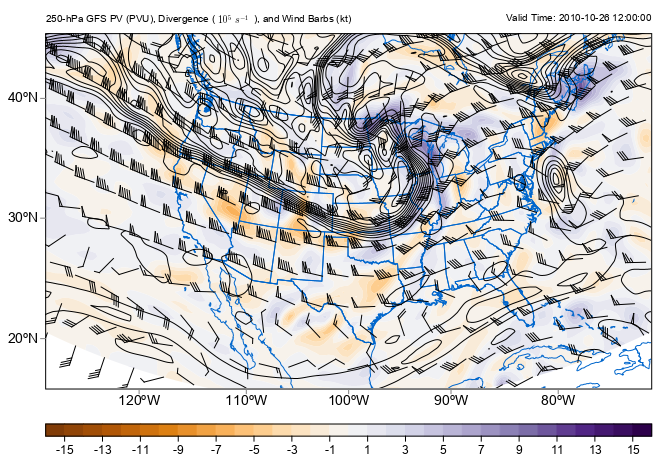 250-hPa GFS PV (PVU), Divergence ( 10⁵ s⁻¹ ), and Wind Barbs (kt)
Valid Time: 2010-10-26 12:00:00
40°N
30°N
20°N
120°W 110°W 100°W 90°W 80°W
-15 -13 -11 -9 -7 -5 -3 -1 1 3 5 7 9 11 13 15